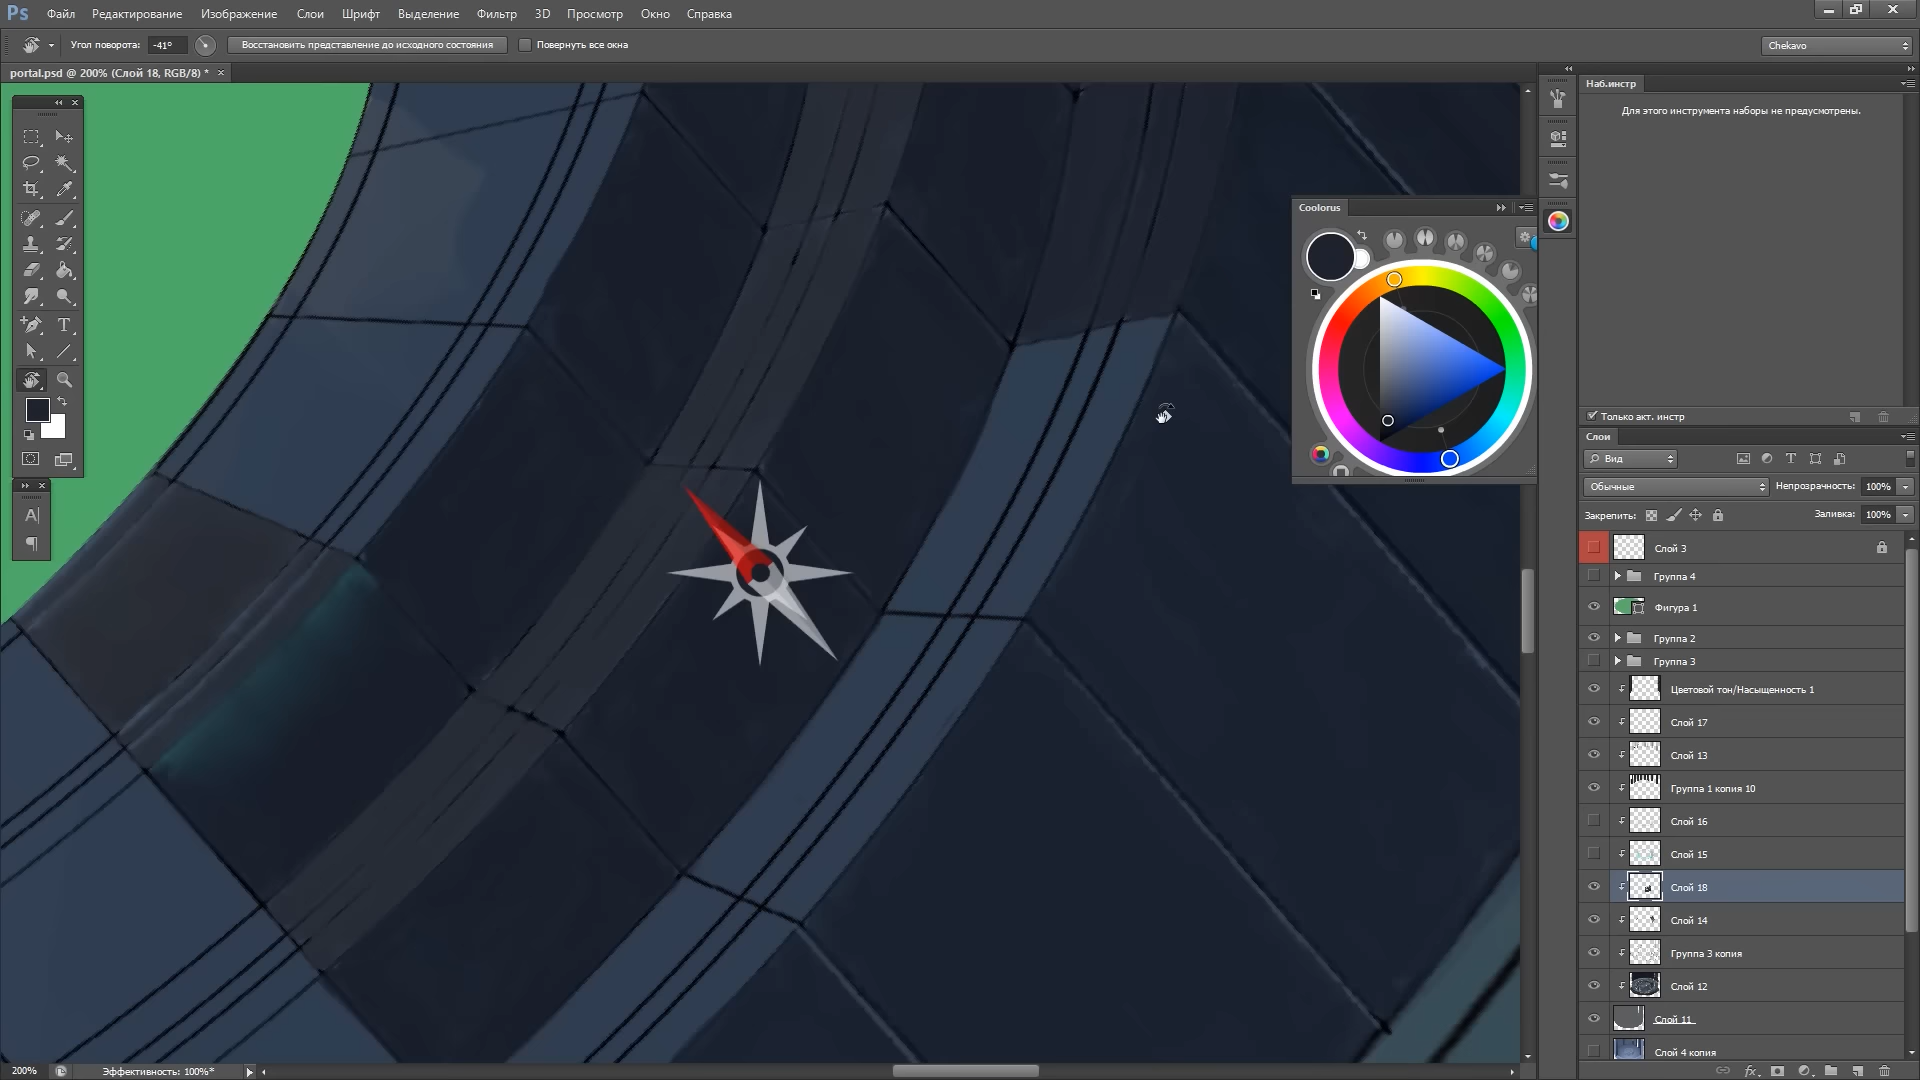 Ps Файл Редактирование Изображение Слои Шрифт Выделение Фильтр 3D Просмотр Окно Справка
Угол поворота: -41° Восстановить представление до исходного состояния Повернуть все окна Chekavo
portal.psd @ 200% (Слой 18, RGB/8) * ×
Наб.инстр
Для этого инструмента наборы не предусмотрены.
Coolorus
Только акт. инстр
Слои
Вид
Обычные Непрозрачность: 100%
Закрепить: Заливка: 100%
Слой 3
Группа 4
Фигура 1
Группа 2
Группа 3
Цветовой тон/Насыщенность 1
Слой 17
Слой 13
Группа 1 копия 10
Слой 16
Слой 15
Слой 18
Слой 14
Группа 3 копия
Слой 12
Слой 11
Слой 4 копия
200% Эффективность: 100%*